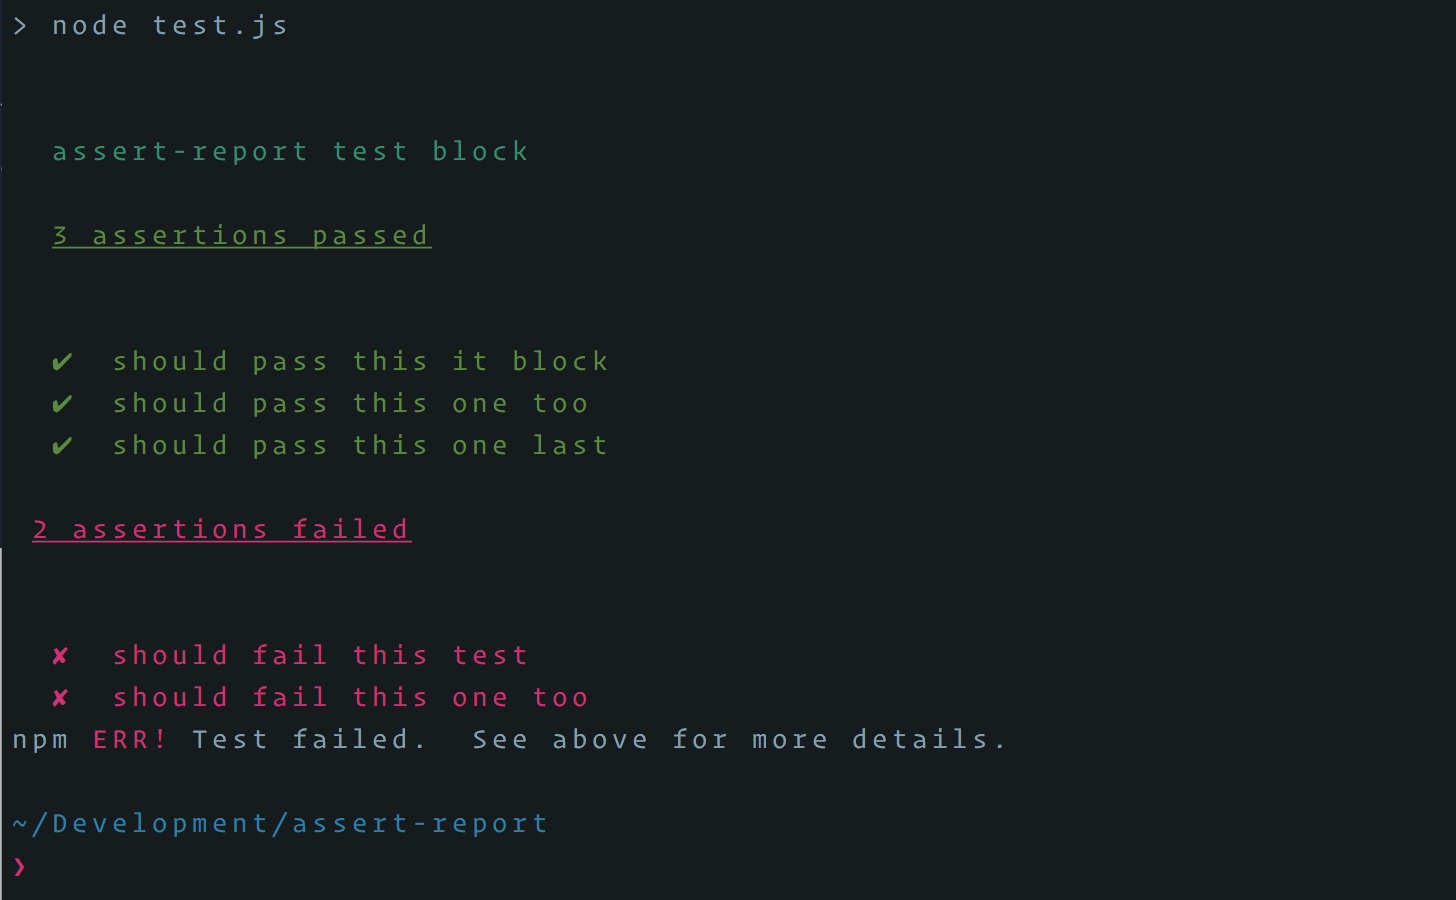 > node test.js
assert-report test block
3 assertions passed
✔ should pass this it block
✔ should pass this one too
✔ should pass this one last
2 assertions failed
✘ should fail this test
✘ should fail this one too
npm ERR! Test failed.  See above for more details.
~/Development/assert-report
❯